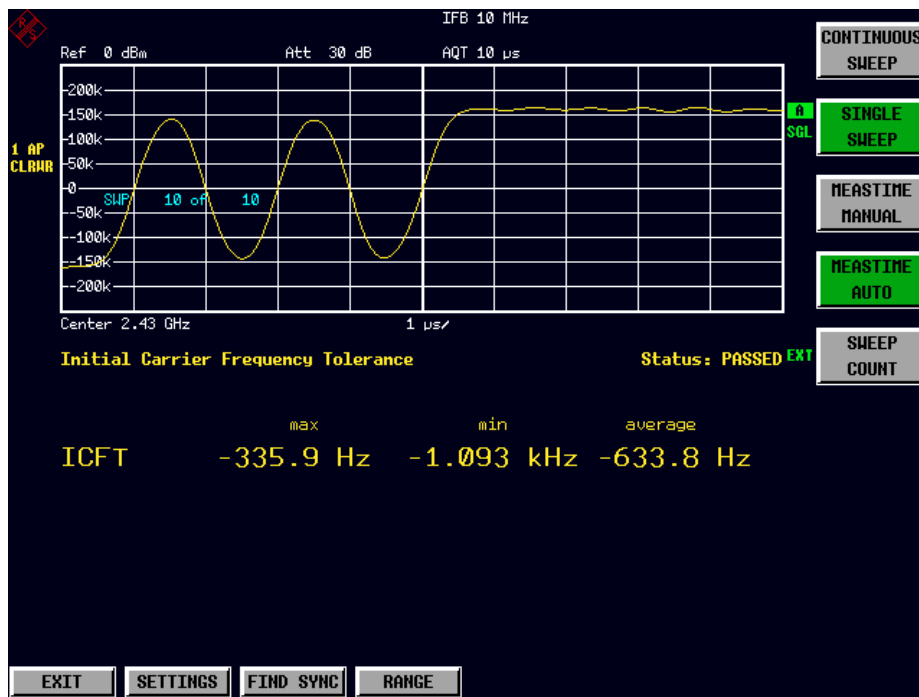 IFB 10 MHz
Ref 0 dBm Att 30 dB AQT 10 µs
200k
150k
100k
50k
0
-50k
-100k
-150k
-200k
1 AP
CLRWR
A
SGL
SWP 10 of 10
Center 2.43 GHz 1 µs/
Initial Carrier Frequency Tolerance Status: PASSED
EXT
max min average
ICFT -335.9 Hz -1.093 kHz -633.8 Hz
CONTINUOUS
SWEEP
SINGLE
SWEEP
MEASTIME
MANUAL
MEASTIME
AUTO
SWEEP
COUNT
EXIT SETTINGS FIND SYNC RANGE
R
S